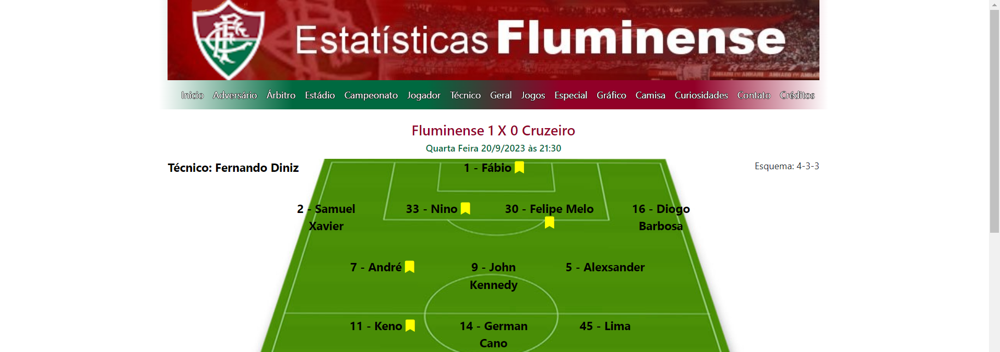 Estatísticas Fluminense
Início Adversário Árbitro Estádio Campeonato Jogador Técnico Geral Jogos Especial Gráfico Camisa Curiosidades Contato Créditos
Fluminense 1 X 0 Cruzeiro
Quarta Feira 20/9/2023 às 21:30
Técnico: Fernando Diniz
1 - Fábio
Esquema: 4-3-3
2 - Samuel
Xavier
33 - Nino
30 - Felipe Melo
16 - Diogo
Barbosa
7 - André
9 - John
Kennedy
5 - Alexsander
11 - Keno
14 - German
Cano
45 - Lima